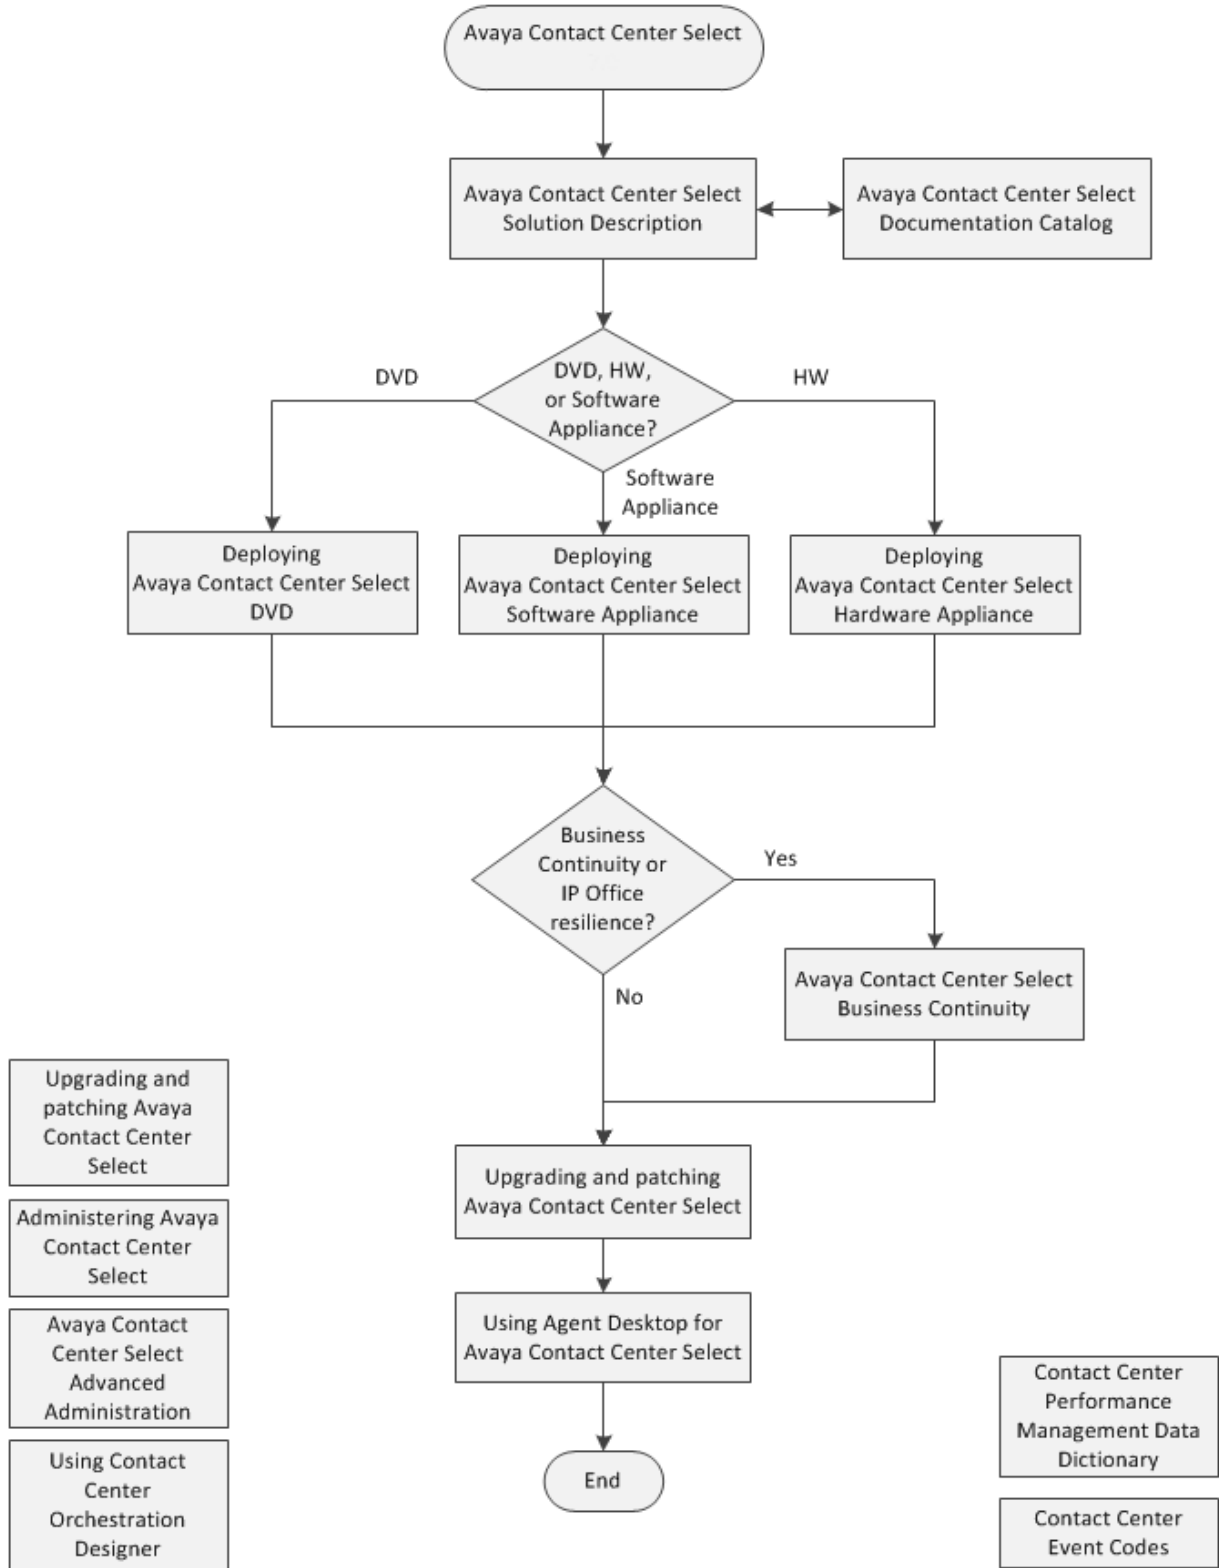 Avaya Contact Center Select
Avaya Contact Center Select
Solution Description
Avaya Contact Center Select
Documentation Catalog
DVD
DVD, HW,
or Software
Appliance?
HW
Software
Appliance
Deploying
Avaya Contact Center Select
DVD
Deploying
Avaya Contact Center Select
Software Appliance
Deploying
Avaya Contact Center Select
Hardware Appliance
Business
Continuity or
IP Office
resilience?
Yes
No
Avaya Contact Center Select
Business Continuity
Upgrading and
patching Avaya
Contact Center
Select
Administering Avaya
Contact Center
Select
Avaya Contact
Center Select
Advanced
Administration
Using Contact
Center
Orchestration
Designer
Upgrading and patching
Avaya Contact Center Select
Using Agent Desktop for
Avaya Contact Center Select
End
Contact Center
Performance
Management Data
Dictionary
Contact Center
Event Codes